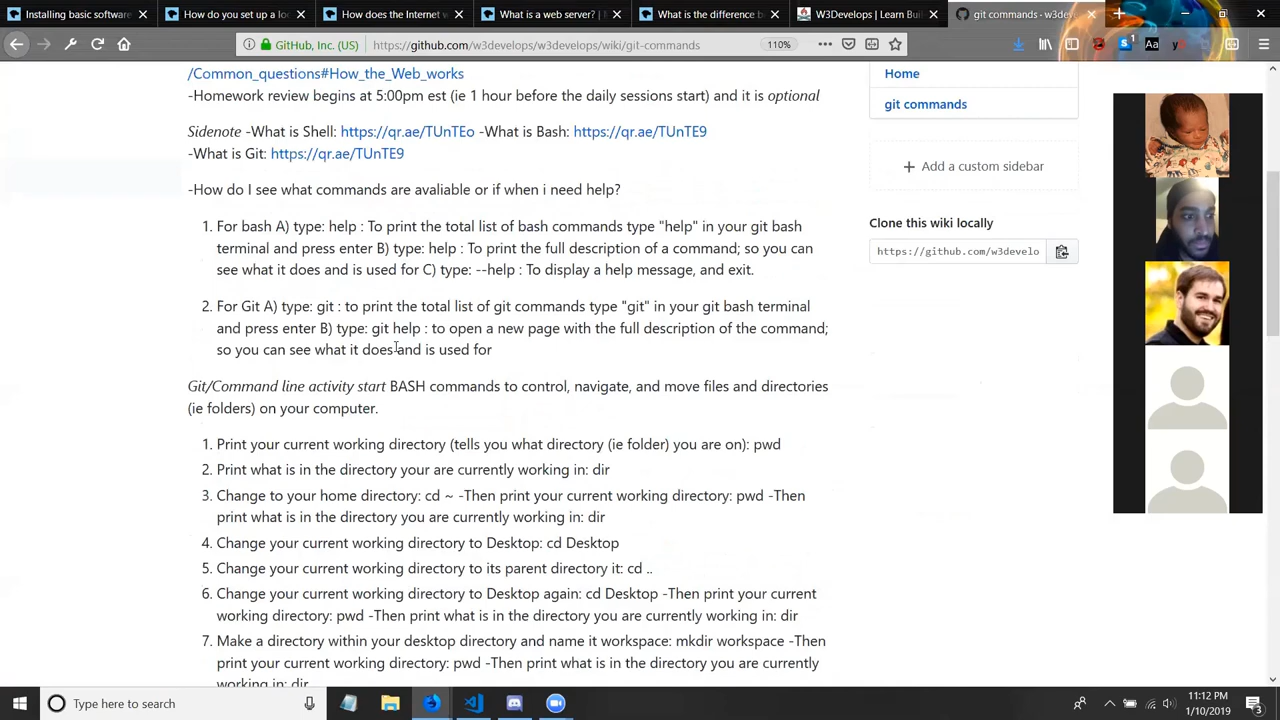 Installing basic software
How do you set up a loc
How does the Internet w
What is a web server? |
What is the difference b
W3Develops | Learn Buil
git commands · w3dev
GitHub, Inc. (US)
https://github.com/w3develops/w3develops/wiki/git-commands
110%
/Common_questions#How_the_Web_works
-Homework review begins at 5:00pm est (ie 1 hour before the daily sessions start) and it is optional
Sidenote -What is Shell: https://qr.ae/TUnTEo -What is Bash: https://qr.ae/TUnTE9
-What is Git: https://qr.ae/TUnTE9
-How do I see what commands are avaliable or if when i need help?
1. For bash A) type: help : To print the total list of bash commands type "help" in your git bash
terminal and press enter B) type: help : To print the full description of a command; so you can
see what it does and is used for C) type: --help : To display a help message, and exit.
2. For Git A) type: git : to print the total list of git commands type "git" in your git bash terminal
and press enter B) type: git help : to open a new page with the full description of the command;
so you can see what it does and is used for
Git/Command line activity start BASH commands to control, navigate, and move files and directories
(ie folders) on your computer.
1. Print your current working directory (tells you what directory (ie folder) you are on): pwd
2. Print what is in the directory your are currently working in: dir
3. Change to your home directory: cd ~ -Then print your current working directory: pwd -Then
print what is in the directory you are currently working in: dir
4. Change your current working directory to Desktop: cd Desktop
5. Change your current working directory to its parent directory it: cd ..
6. Change your current working directory to Desktop again: cd Desktop -Then print your current
working directory: pwd -Then print what is in the directory you are currently working in: dir
7. Make a directory within your desktop directory and name it workspace: mkdir workspace -Then
print your current working directory: pwd -Then print what is in the directory you are currently
working in: dir
Home
git commands
Add a custom sidebar
Clone this wiki locally
https://github.com/w3develo
Type here to search
11:12 PM
1/10/2019
3